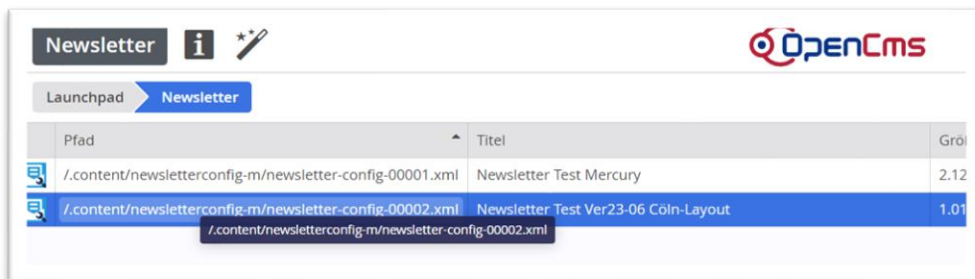 Newsletter
OpenCms
Launchpad Newsletter
Pfad Titel Grö
/.content/newsletterconfig-m/newsletter-config-00001.xml Newsletter Test Mercury 2.12
/.content/newsletterconfig-m/newsletter-config-00002.xml Newsletter Test Ver23-06 Cöln-Layout 1.01
/.content/newsletterconfig-m/newsletter-config-00002.xml